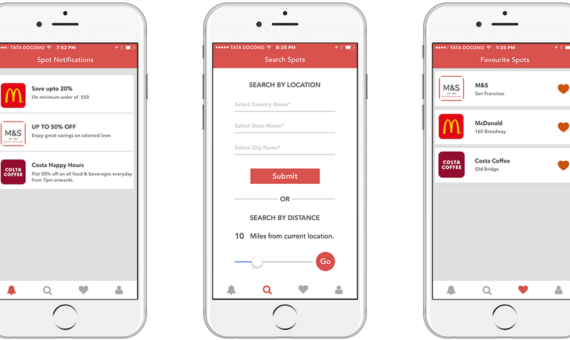 TATA DOCOMO 7:52 PM
Spot Notifications
Save upto 20%
On minimum order of $50
M&S
UP TO 50% OFF
Enjoy great savings on selected lines
COSTA
COFFEE
Costa Happy Hours
Flat 50% off on all food & beverages everyday
from 7pm onwards.
TATA DOCOMO 8:35 PM
Search Spots
SEARCH BY LOCATION
Select Country Name*
Select State Name*
Select City Name*
Submit
OR
SEARCH BY DISTANCE
10 Miles from current location.
Go
TATA DOCOMO 1:35 PM
Favourite Spots
M&S
M&S
San Francisco
McDonald
160 Broadway
COSTA
COFFEE
Costa Coffee
Old Bridge